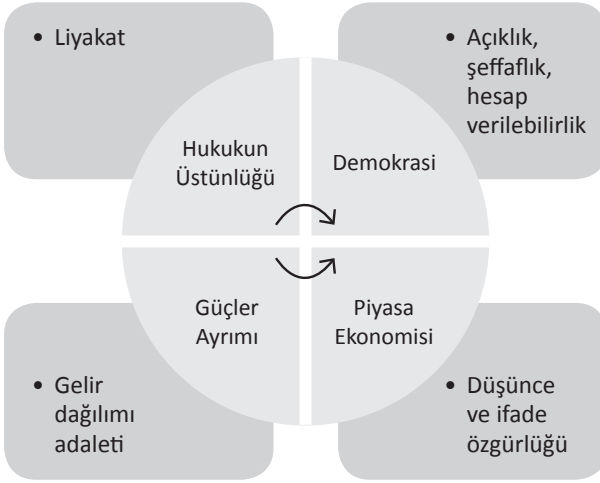 • Liyakat
• Açıklık,
şeffaflık,
hesap
verilebilirlik
Hukukun
Üstünlüğü
Demokrasi
Güçler
Ayrımı
Piyasa
Ekonomisi
• Gelir
dağılımı
adaleti
• Düşünce
ve ifade
özgürlüğü